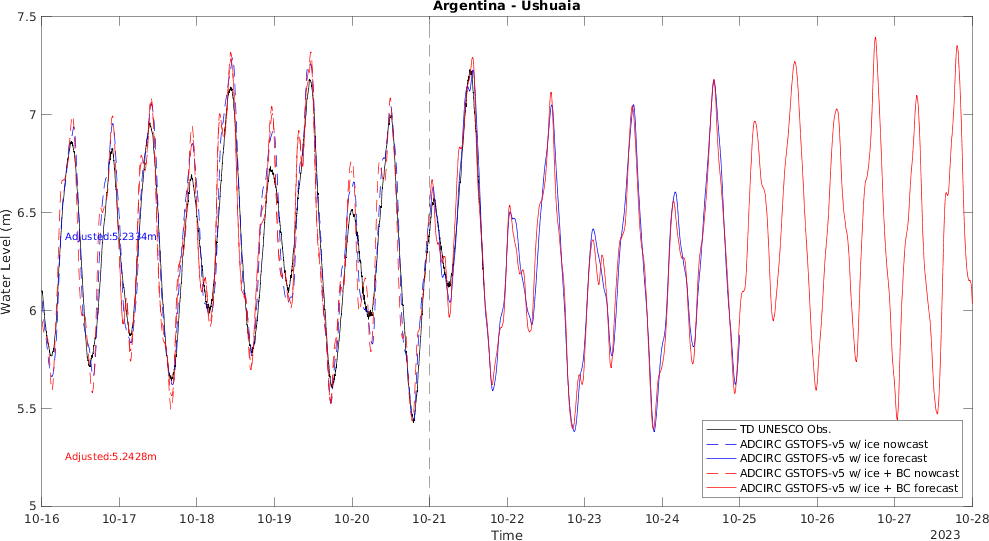 Argentina - Ushuaia
7.5
7
6.5
6
5.5
5
Water Level (m)
Adjusted:5.2334m
Adjusted:5.2428m
TD UNESCO Obs.
ADCIRC GSTOFS-v5 w/ ice nowcast
ADCIRC GSTOFS-v5 w/ ice forecast
ADCIRC GSTOFS-v5 w/ ice + BC nowcast
ADCIRC GSTOFS-v5 w/ ice + BC forecast
10-16 10-17 10-18 10-19 10-20 10-21 10-22 10-23 10-24 10-25 10-26 10-27 10-28
Time
2023